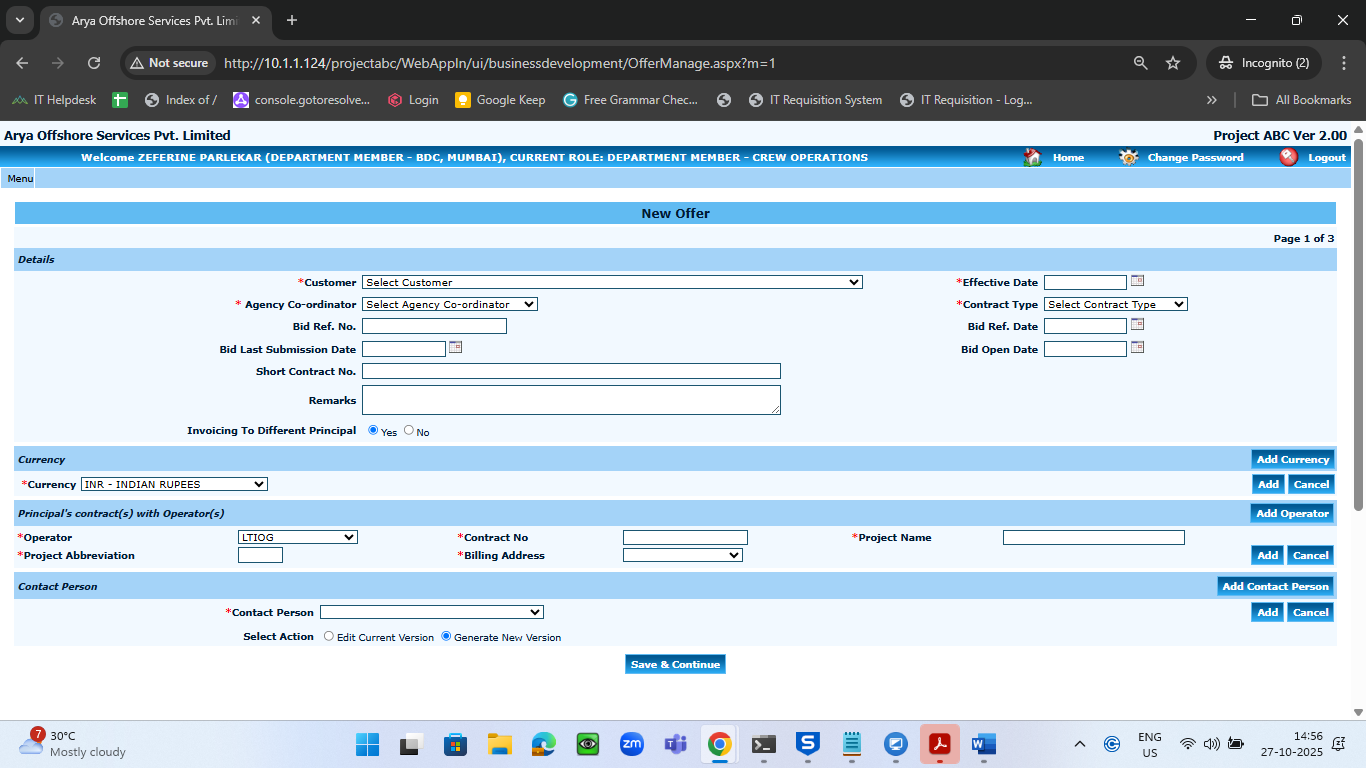 Arya Offshore Services Pvt. Limi
Not secure
http://10.1.1.124/projectabc/WebAppIn/ui/businessdevelopment/OfferManage.aspx?m=1
Incognito (2)
IT Helpdesk
Index of /
console.gotoresolve...
Login
Google Keep
Free Grammar Chec...
IT Requisition System
IT Requisition - Log...
»
All Bookmarks
Arya Offshore Services Pvt. Limited
Project ABC Ver 2.00
Welcome ZEFERINE PARLEKAR (DEPARTMENT MEMBER - BDC, MUMBAI), CURRENT ROLE: DEPARTMENT MEMBER - CREW OPERATIONS
Home
Change Password
Logout
Menu
New Offer
Page 1 of 3
Details
*Customer Select Customer
*Effective Date
* Agency Co-ordinator Select Agency Co-ordinator
*Contract Type Select Contract Type
Bid Ref. No.
Bid Ref. Date
Bid Last Submission Date
Bid Open Date
Short Contract No.
Remarks
Invoicing To Different Principal Yes No
Currency
Add Currency
*Currency INR - INDIAN RUPEES
Add Cancel
Principal's contract(s) with Operator(s)
Add Operator
*Operator LTIOG
*Contract No
*Project Name
*Project Abbreviation
*Billing Address
Add Cancel
Contact Person
Add Contact Person
*Contact Person
Add Cancel
Select Action Edit Current Version Generate New Version
Save & Continue
7
30°C
Mostly cloudy
zm
ENG
US
14:56
27-10-2025